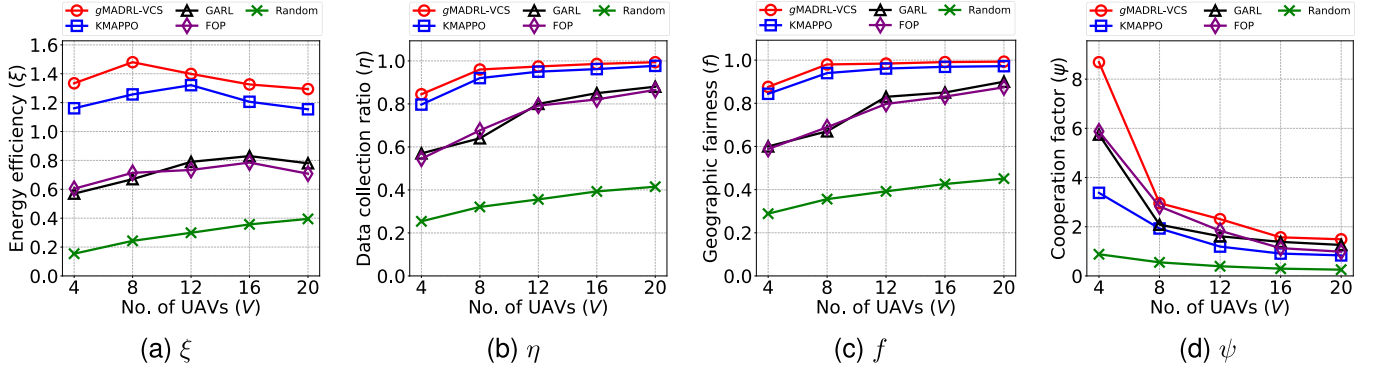 gMADRL-VCS GARL Random
KMAPPO FOP
1.6
1.4
1.2
1.0
0.8
0.6
0.4
0.2
0.0
Energy efficiency (ξ)
4 8 12 16 20
No. of UAVs (V)
(a) ξ
gMADRL-VCS GARL Random
KMAPPO FOP
1.0
0.8
0.6
0.4
0.2
0.0
Data collection ratio (η)
4 8 12 16 20
No. of UAVs (V)
(b) η
gMADRL-VCS GARL Random
KMAPPO FOP
1.0
0.8
0.6
0.4
0.2
0.0
Geographic fairness (f)
4 8 12 16 20
No. of UAVs (V)
(c) f
gMADRL-VCS GARL Random
KMAPPO FOP
8
6
4
2
0
Cooperation factor (ψ)
4 8 12 16 20
No. of UAVs (V)
(d) ψ